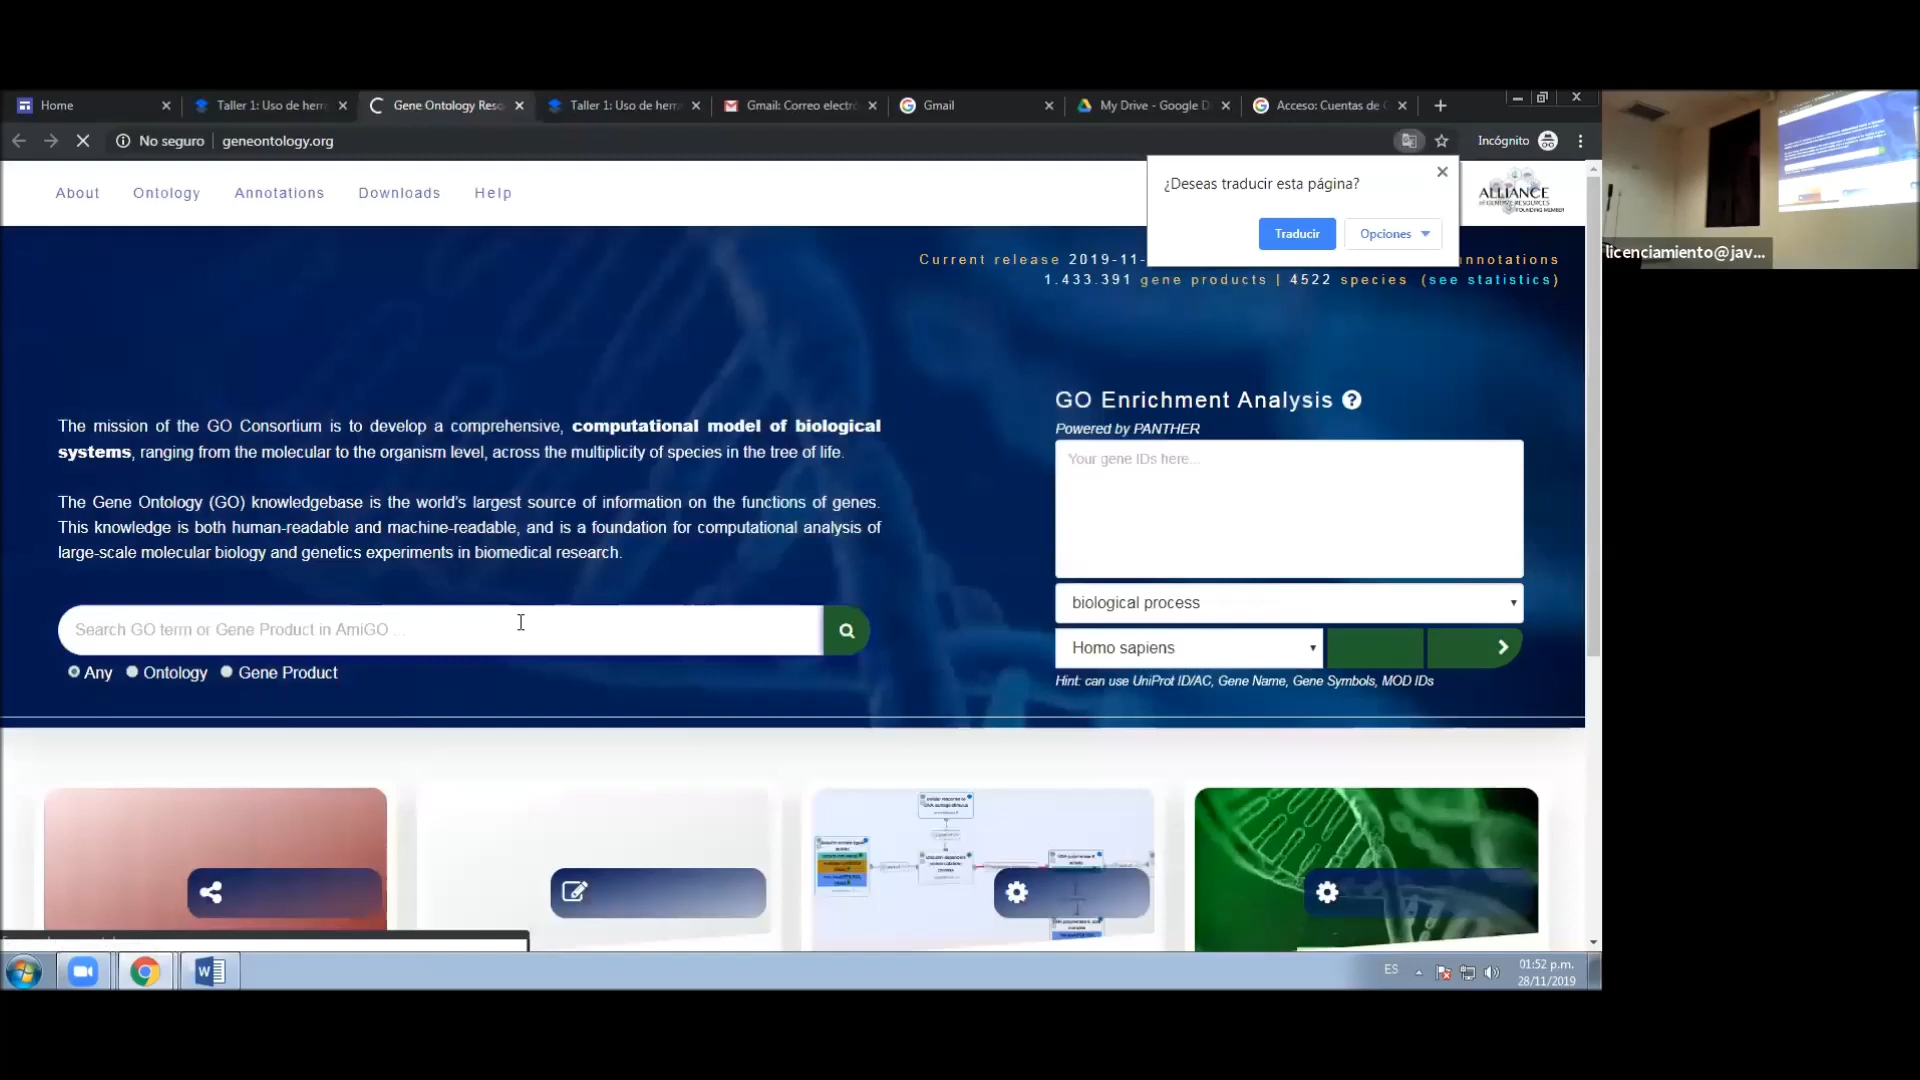 Home
Taller 1: Uso de herr
Gene Ontology Reso
Taller 1: Uso de herr
Gmail: Correo electró
Gmail
My Drive - Google D
Acceso: Cuentas de G
No seguro
geneontology.org
Incógnito
About
Ontology
Annotations
Downloads
Help
¿Deseas traducir esta página?
Traducir
Opciones
ALLIANCE
of GENOME RESOURCES
FOUNDING MEMBER
Current release 2019-11- nnotations
1.433.391 gene products | 4522 species (see statistics)
The mission of the GO Consortium is to develop a comprehensive, computational model of biological
systems, ranging from the molecular to the organism level, across the multiplicity of species in the tree of life.
The Gene Ontology (GO) knowledgebase is the world's largest source of information on the functions of genes.
This knowledge is both human-readable and machine-readable, and is a foundation for computational analysis of
large-scale molecular biology and genetics experiments in biomedical research.
Search GO term or Gene Product in AmiGO ...
Any
Ontology
Gene Product
GO Enrichment Analysis ?
Powered by PANTHER
Your gene IDs here...
biological process
Homo sapiens
Hint: can use UniProt ID/AC, Gene Name, Gene Symbols, MOD IDs
ES
01:52 p.m.
28/11/2019
licenciamiento@jav...